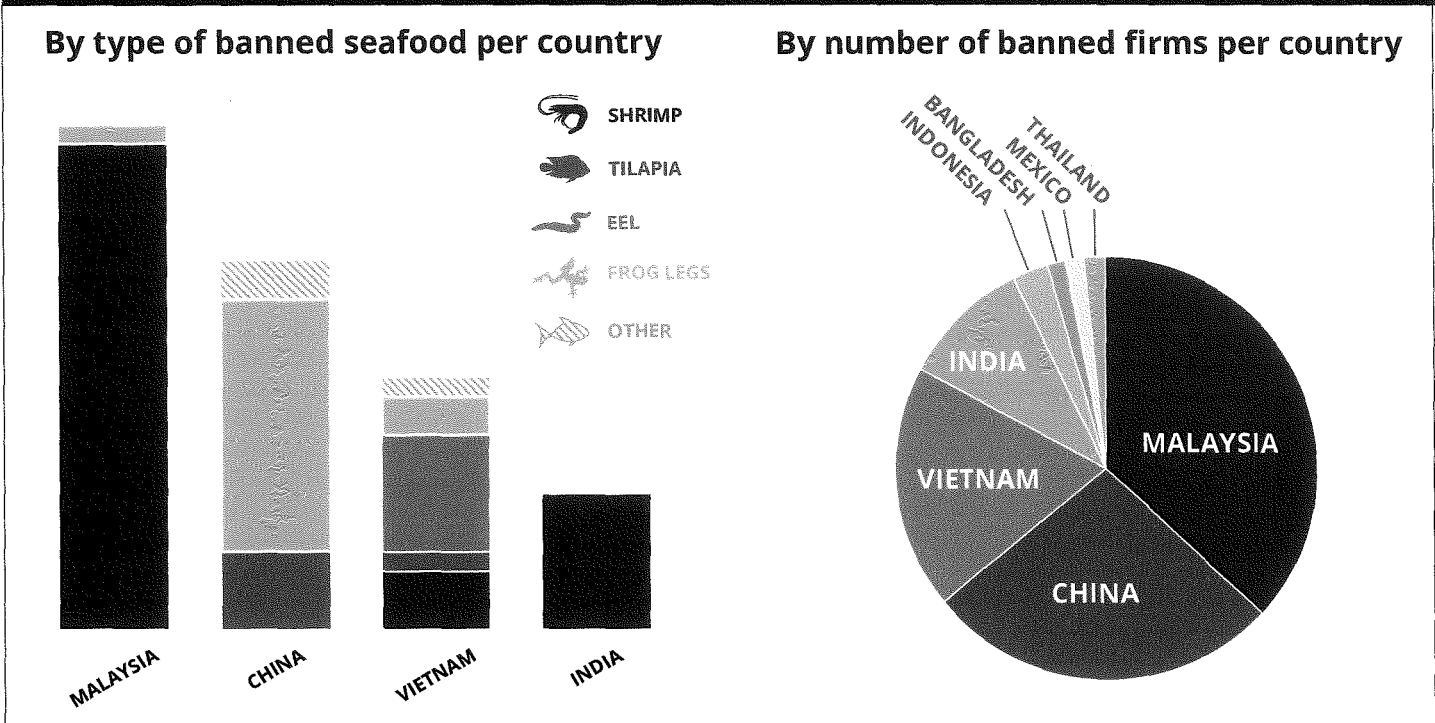 By type of banned seafood per country
SHRIMP
TILAPIA
EEL
FROG LEGS
OTHER
MALAYSIA
CHINA
VIETNAM
INDIA
By number of banned firms per country
INDONESIA
BANGLADESH
MEXICO
THAILAND
INDIA
MALAYSIA
VIETNAM
CHINA